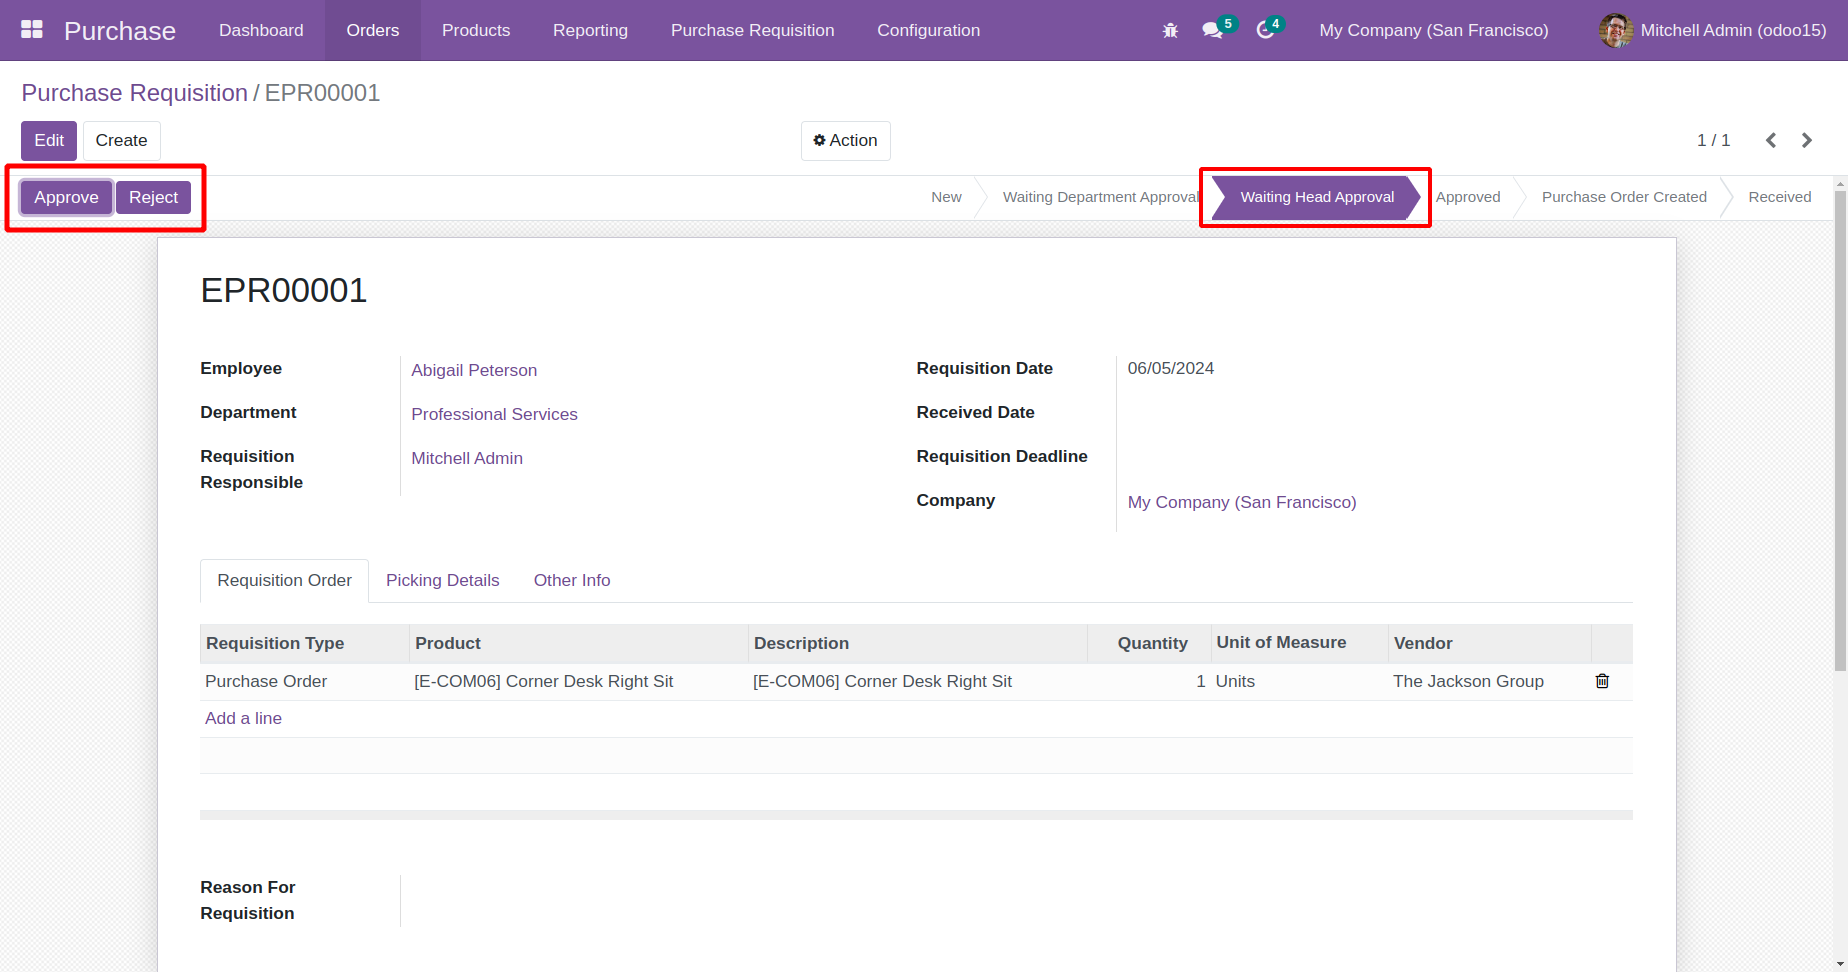 Purchase Dashboard Orders Products Reporting Purchase Requisition Configuration 5 4 My Company (San Francisco) Mitchell Admin (odoo15)
Purchase Requisition / EPR00001
Edit Create Action 1 / 1
Approve Reject New Waiting Department Approval Waiting Head Approval Approved Purchase Order Created Received
EPR00001
Employee Abigail Peterson Requisition Date 06/05/2024
Department Professional Services Received Date
Requisition Responsible Mitchell Admin Requisition Deadline
Company My Company (San Francisco)
Requisition Order Picking Details Other Info
Requisition Type Product Description Quantity Unit of Measure Vendor
Purchase Order [E-COM06] Corner Desk Right Sit [E-COM06] Corner Desk Right Sit 1 Units The Jackson Group
Add a line
Reason For
Requisition